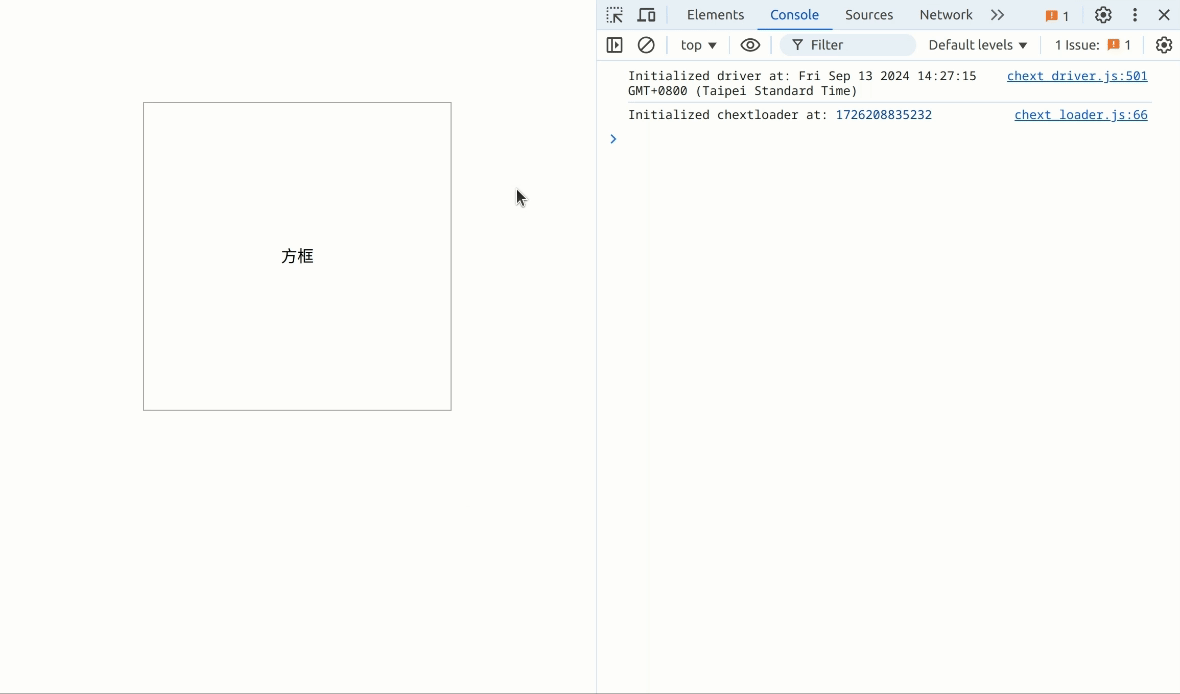 方框
Elements Console Sources Network 1
top ▼ Filter Default levels ▼ 1 Issue: 1
Initialized driver at: Fri Sep 13 2024 14:27:15 chext_driver.js:501
GMT+0800 (Taipei Standard Time)
Initialized chextloader at: 1726208835232 chext_loader.js:66